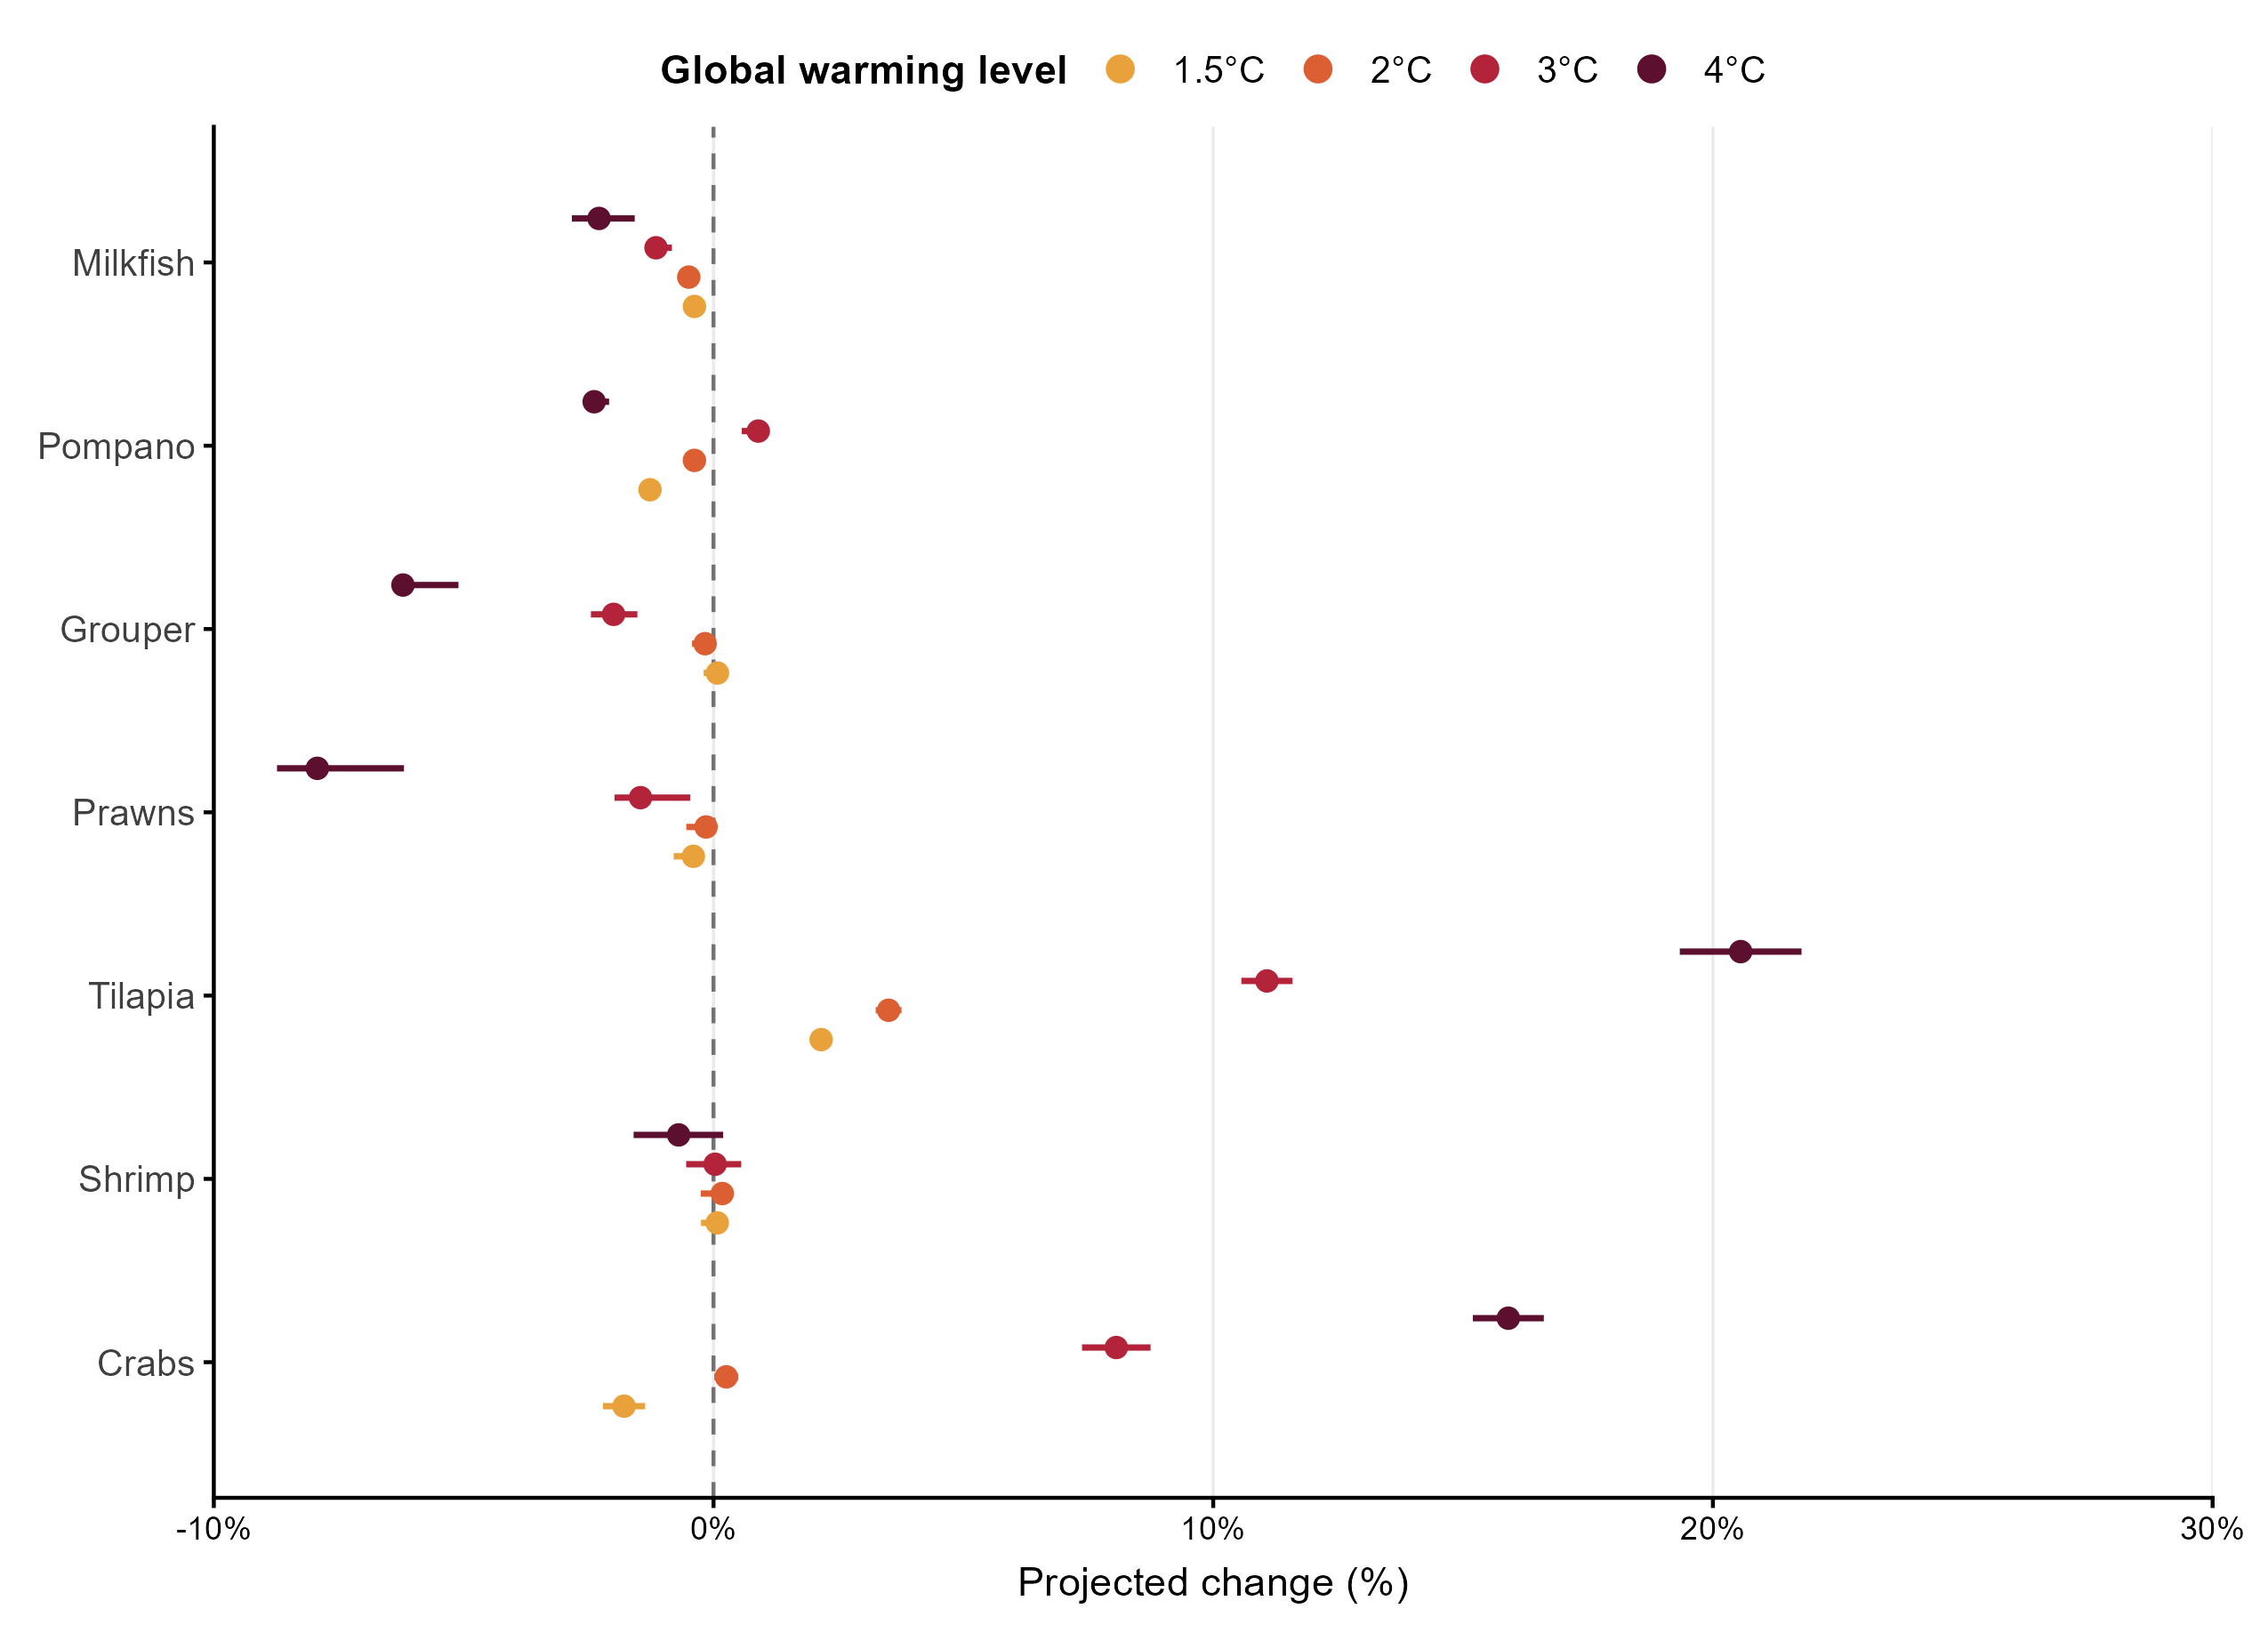 Global warming level 1.5°C 2°C 3°C 4°C
Milkfish
Pompano
Grouper
Prawns
Tilapia
Shrimp
Crabs
-10% 0% 10% 20% 30%
Projected change (%)